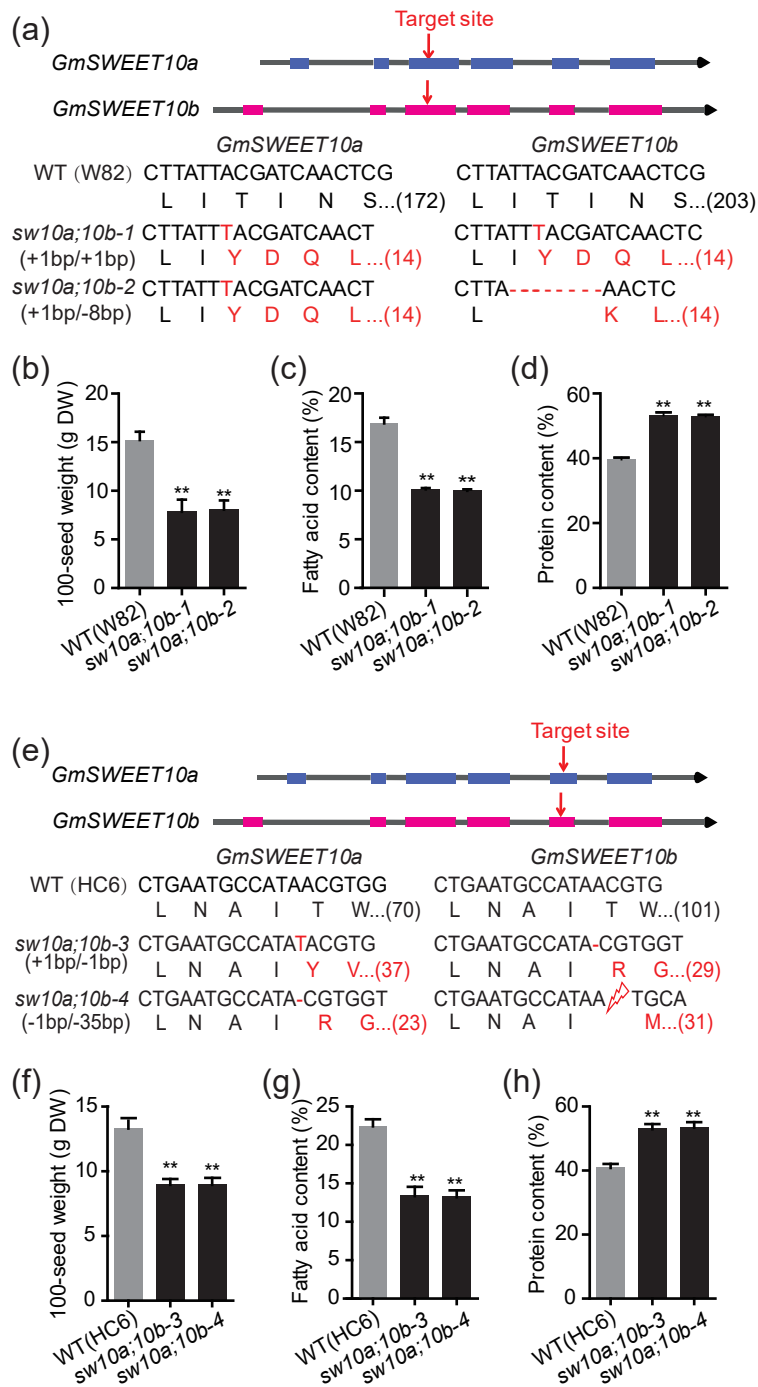 (a)
Target site
GmSWEET10a
GmSWEET10b
GmSWEET10a GmSWEET10b
WT (W82) CTTATTACGATCAACTCG CTTATTACGATCAACTCG
L I T I N S...(172) L I T I N S...(203)
sw10a;10b-1 CTTATTTACGATCAACT CTTATTTACGATCAACTC
(+1bp/+1bp) L I Y D Q L...(14) L I Y D Q L...(14)
sw10a;10b-2 CTTATTTACGATCAACT CTTA--------AACTC
(+1bp/-8bp) L I Y D Q L...(14) L K L...(14)
(b)
100-seed weight (g DW)
20
15
10
5
0
** **
WT(W82)
sw10a;10b-1
sw10a;10b-2
(c)
Fatty acid content (%)
20
15
10
5
0
** **
WT(W82)
sw10a;10b-1
sw10a;10b-2
(d)
Protein content (%)
60
40
20
0
** **
WT(W82)
sw10a;10b-1
sw10a;10b-2
(e)
Target site
GmSWEET10a
GmSWEET10b
GmSWEET10a GmSWEET10b
WT (HC6) CTGAATGCCATAACGTGG CTGAATGCCATAACGTG
L N A I T W...(70) L N A I T W...(101)
sw10a;10b-3 CTGAATGCCATATACGTG CTGAATGCCATA-CGTGGT
(+1bp/-1bp) L N A I Y V...(37) L N A I R G...(29)
sw10a;10b-4 CTGAATGCCATA-CGTGGT CTGAATGCCATAA TGCA
(-1bp/-35bp) L N A I R G...(23) L N A I M...(31)
(f)
100-seed weight (g DW)
15
10
5
0
** **
WT(HC6)
sw10a;10b-3
sw10a;10b-4
(g)
Fatty acid content (%)
25
20
15
10
5
0
** **
WT(HC6)
sw10a;10b-3
sw10a;10b-4
(h)
Protein content (%)
60
40
20
0
** **
WT(HC6)
sw10a;10b-3
sw10a;10b-4